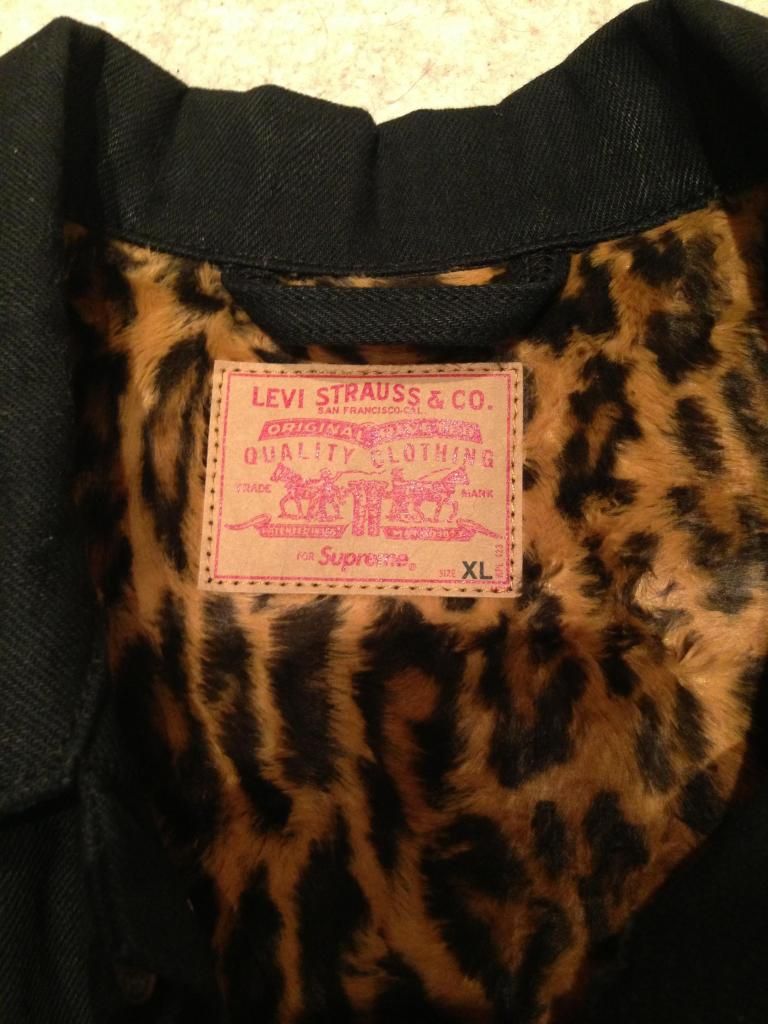 LEVI STRAUSS & CO.
SAN FRANCISCO-CAL
ORIGINAL
QUALITY CLOTHING
TRADE MARK
FOR Supreme®
SIZE XL